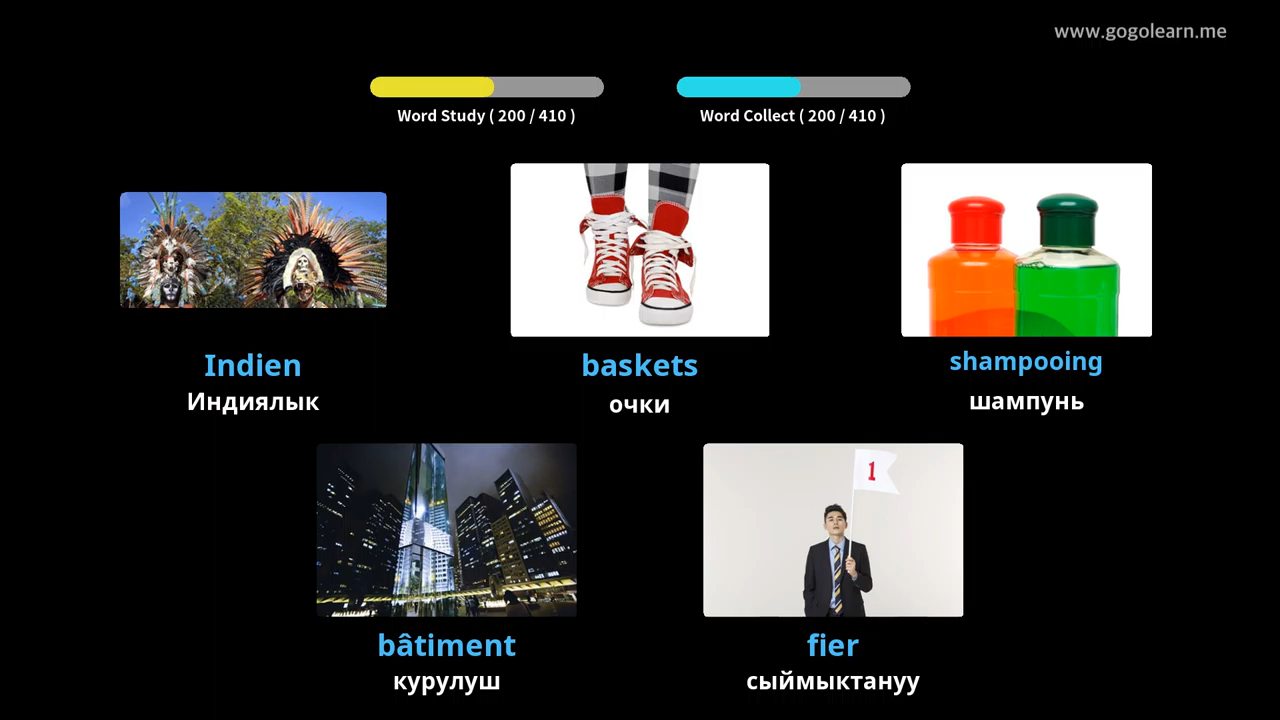 www.gogolearn.me
Word Study ( 200 / 410 )
Word Collect ( 200 / 410 )
Indien
Индиялык
baskets
очки
shampooing
шампунь
1
bâtiment
курулуш
fier
сыймыктануу